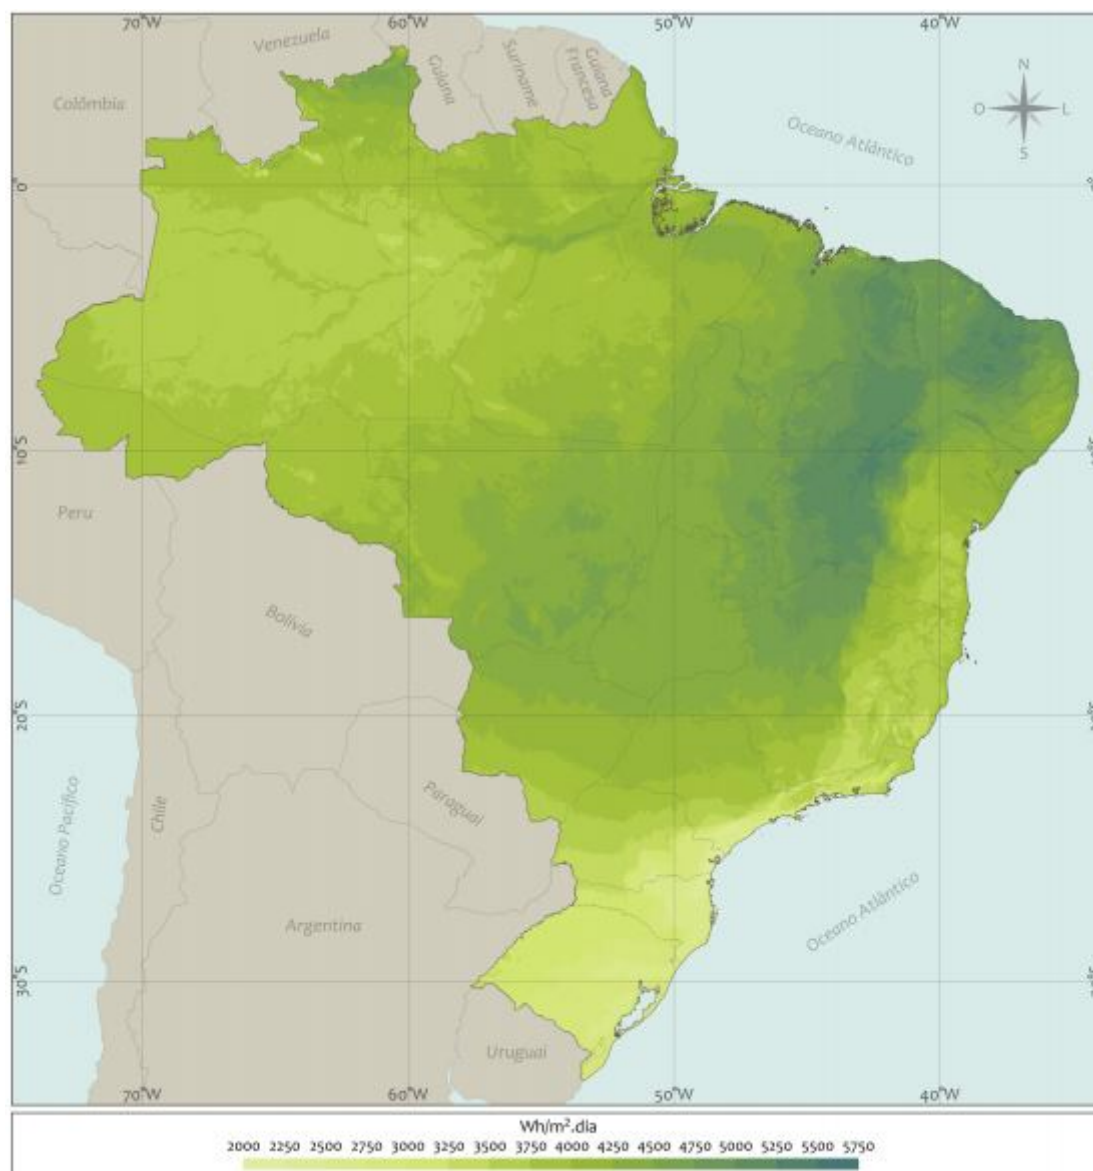 70°W 60°W 50°W 40°W
Venezuela
Guiana
Suriname
Guiana
Francesa
Colômbia
N
O L
S
Oceano Atlântico
0°
10°S
Peru
Bolívia
20°S
Oceano Pacífico
Chile
Paraguai
Argentina
Oceano Atlântico
30°S
Uruguai
70°W 60°W 50°W 40°W
Wh/m².dia
2000 2250 2500 2750 3000 3250 3500 3750 4000 4250 4500 4750 5000 5250 5500 5750